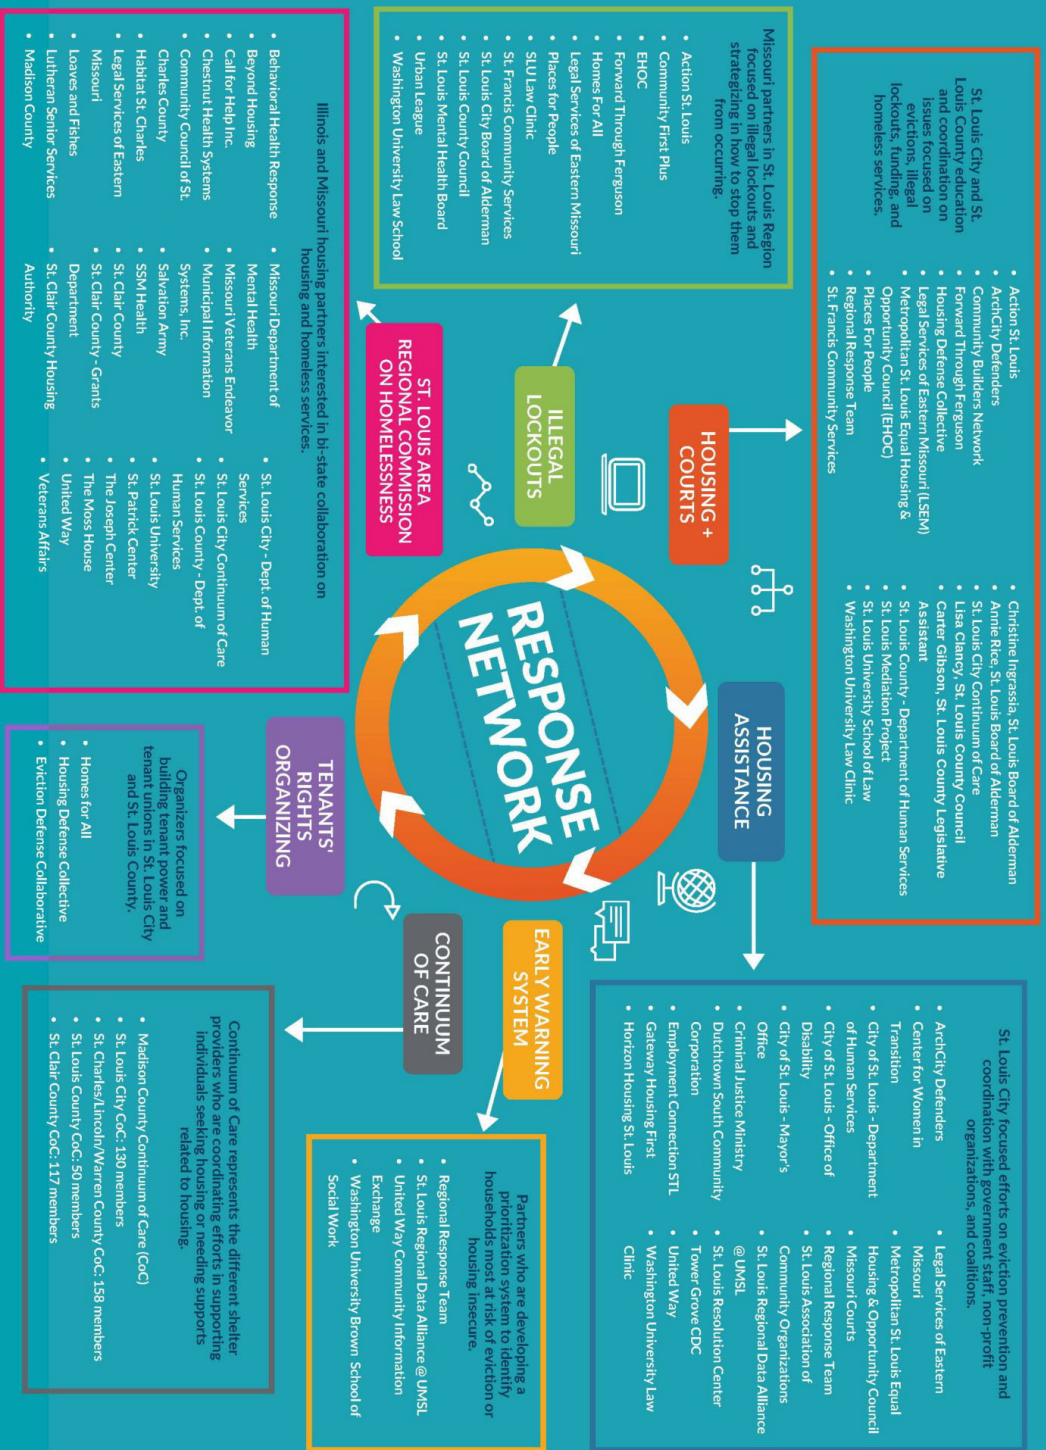 St. Louis City and St.
Louis County education
and coordination on
issues focused on
evictions, illegal
lockouts, funding, and
homeless services.
• Action St. Louis
• ArchCity Defenders
• Community Builders Network
• Forward Through Ferguson
• Housing Defense Collective
• Legal Services of Eastern Missouri (LSEM)
• Metropolitan St. Louis Equal Housing &
Opportunity Council (EHOC)
• Places For People
• Regional Response Team
• St. Francis Community Services
• Christine Ingrassia, St. Louis Board of Alderman
• Annie Rice, St. Louis Board of Alderman
• St. Louis City Continuum of Care
• Lisa Clancy, St. Louis County Council
• Carter Gibson, St. Louis County Legislative
Assistant
• St. Louis County - Department of Human Services
• St. Louis Mediation Project
• St. Louis University School of Law
• Washington University Law Clinic
St. Louis City focused efforts on eviction prevention and
coordination with government staff, non-profit
organizations, and coalitions.
• ArchCity Defenders
• Center for Women in
Transition
• City of St. Louis - Department
of Human Services
• City of St. Louis - Office of
Disability
• City of St. Louis - Mayor's
Office
• Criminal Justice Ministry
• Dutchtown South Community
Corporation
• Employment Connection STL
• Gateway Housing First
• Horizon Housing St. Louis
• Legal Services of Eastern
Missouri
• Metropolitan St. Louis Equal
Housing & Opportunity Council
• Missouri Courts
• Regional Response Team
• St. Louis Association of
Community Organizations
• St. Louis Regional Data Alliance
@ UMSL
• St. Louis Resolution Center
• Tower Grove CDC
• United Way
• Washington University Law
Clinic
Missouri partners in St. Louis Region
focused on illegal lockouts and
strategizing in how to stop them
from occurring.
• Action St. Louis
• Community First Plus
• EHOC
• Forward Through Ferguson
• Homes For All
• Legal Services of Eastern Missouri
• Places for People
• SLU Law Clinic
• St. Francis Community Services
• St. Louis City Board of Alderman
• St. Louis County Council
• St. Louis Mental Health Board
• Urban League
• Washington University Law School
HOUSING +
COURTS
HOUSING
ASSISTANCE
ILLEGAL
LOCKOUTS
RESPONSE
NETWORK
EARLY WARNING
SYSTEM
ST. LOUIS AREA
REGIONAL COMMISSION
ON HOMELESSNESS
TENANTS'
RIGHTS
ORGANIZING
CONTINUUM
OF CARE
Partners who are developing a
prioritization system to identify
households most at risk of eviction or
housing insecure.
• Regional Response Team
• St. Louis Regional Data Alliance @ UMSL
• United Way Community Information
Exchange
• Washington University Brown School of
Social Work
Illinois and Missouri housing partners interested in bi-state collaboration on
housing and homeless services.
• Behavioral Health Response
• Beyond Housing
• Call for Help Inc.
• Chestnut Health Systems
• Community Council of St.
Charles County
• Habitat St. Charles
• Legal Services of Eastern
Missouri
• Loaves and Fishes
• Lutheran Senior Services
• Madison County
• Missouri Department of
Mental Health
• Missouri Veterans Endeavor
• Municipal Information
Systems, Inc.
• Salvation Army
• SSM Health
• St. Clair County
• St. Clair County - Grants
Department
• St. Clair County Housing
Authority
• St. Louis City - Dept. of Human
Services
• St. Louis City Continuum of Care
• St. Louis County - Dept. of
Human Services
• St. Louis University
• St. Patrick Center
• The Joseph Center
• The Moss House
• United Way
• Veterans Affairs
Organizers focused on
building tenant power and
tenant unions in St. Louis City
and St. Louis County.
• Homes for All
• Housing Defense Collective
• Eviction Defense Collaborative
Continuum of Care represents the different shelter
providers who are coordinating efforts in supporting
individuals seeking housing or needing supports
related to housing.
• Madison County Continuum of Care (CoC)
• St. Louis City CoC: 130 members
• St. Charles/Lincoln/Warren County CoC: 158 members
• St. Louis County CoC: 50 members
• St. Clair County CoC: 117 members